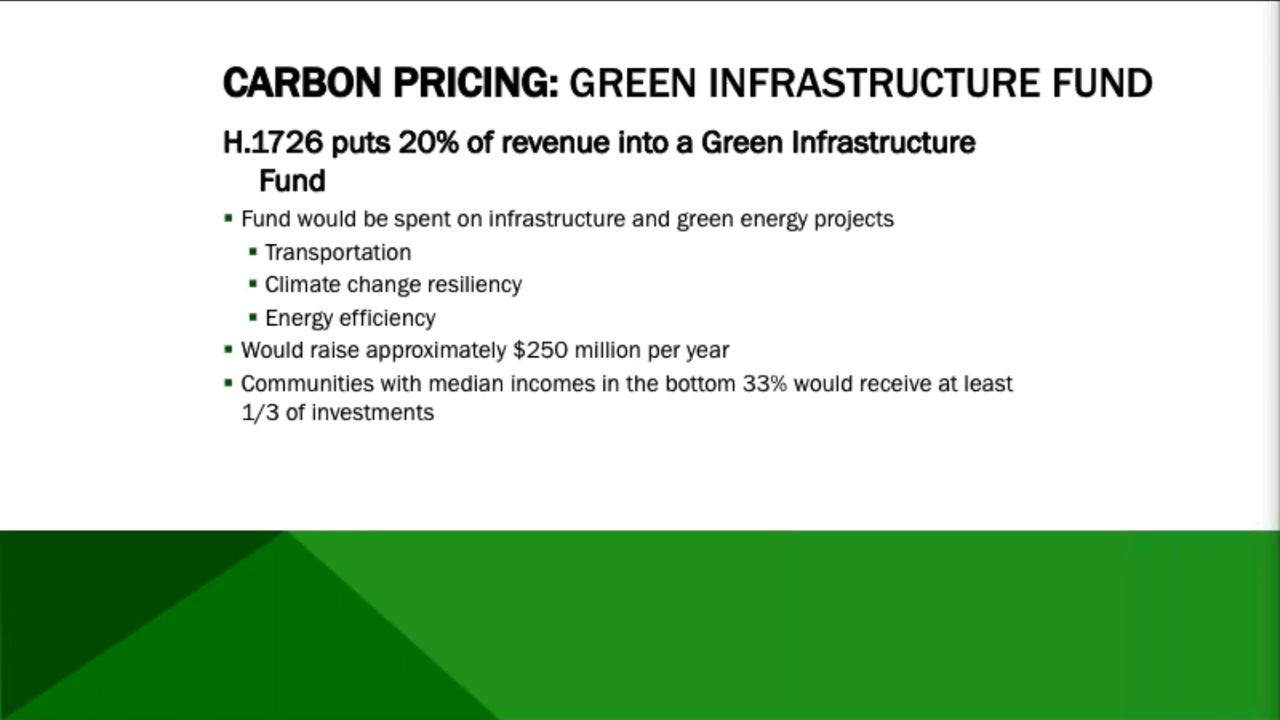 CARBON PRICING: GREEN INFRASTRUCTURE FUND
H.1726 puts 20% of revenue into a Green Infrastructure
Fund
▪ Fund would be spent on infrastructure and green energy projects
▪ Transportation
▪ Climate change resiliency
▪ Energy efficiency
▪ Would raise approximately $250 million per year
▪ Communities with median incomes in the bottom 33% would receive at least
1/3 of investments